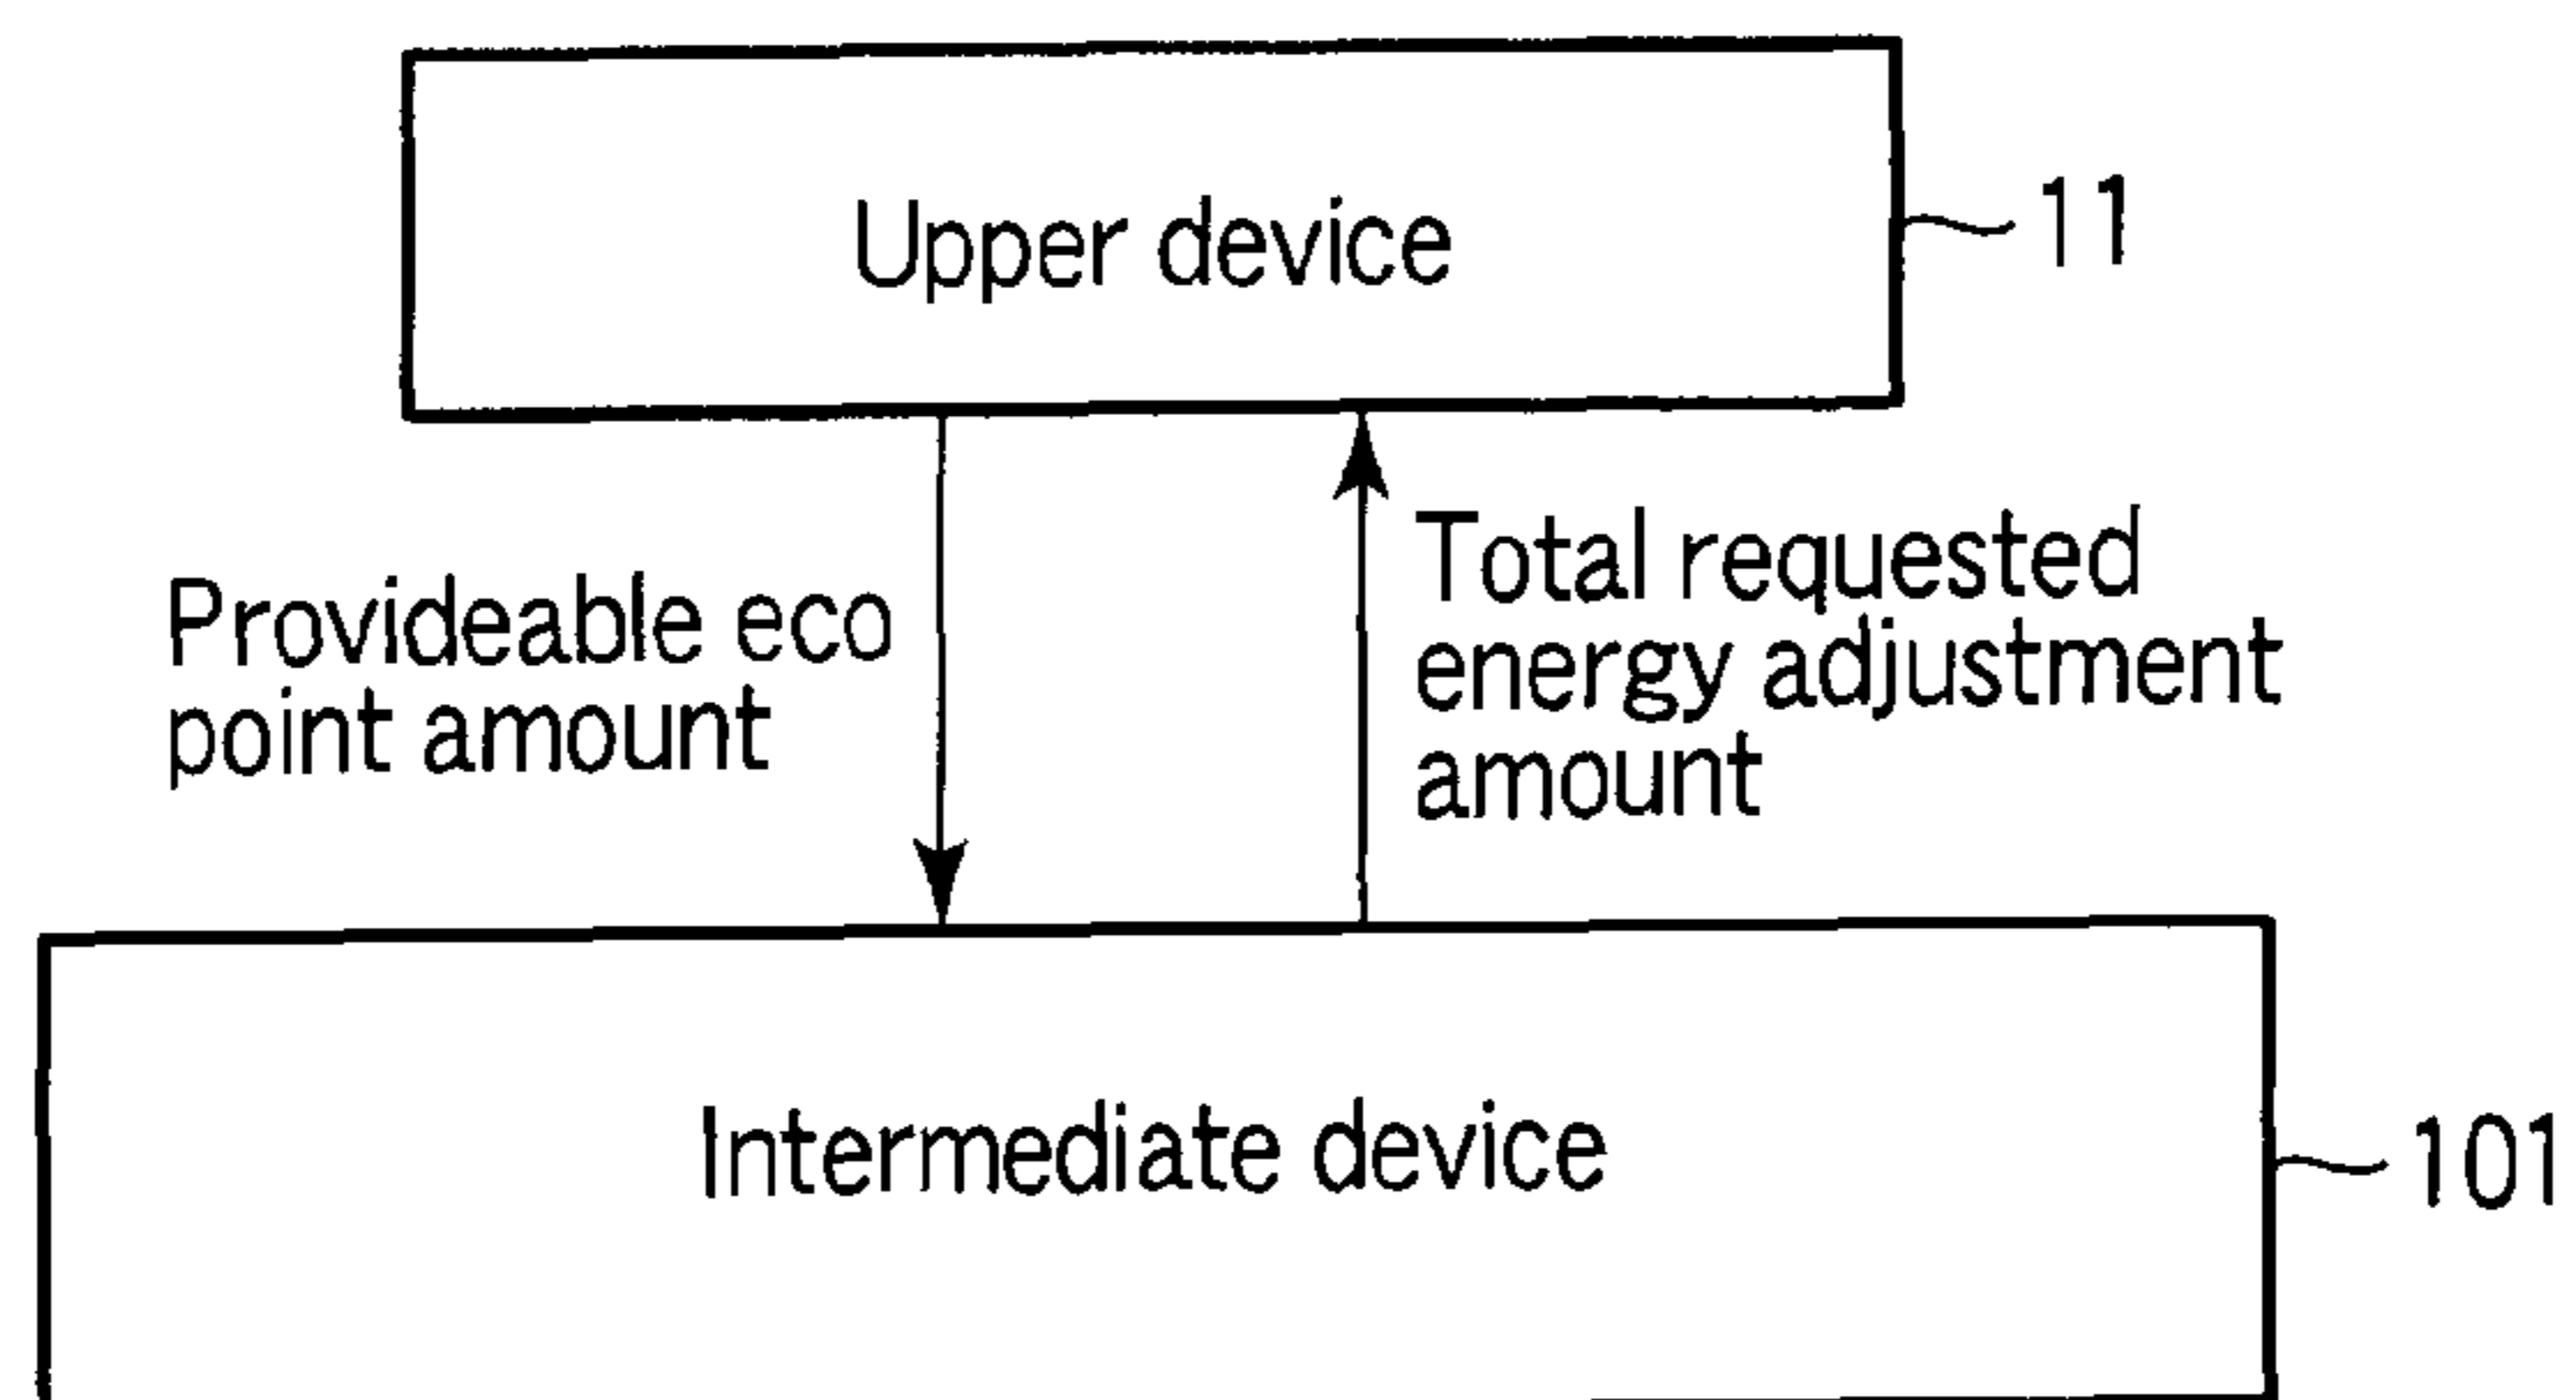 Upper device
11
Provideable eco
point amount
Total requested
energy adjustment
amount
Intermediate device
101